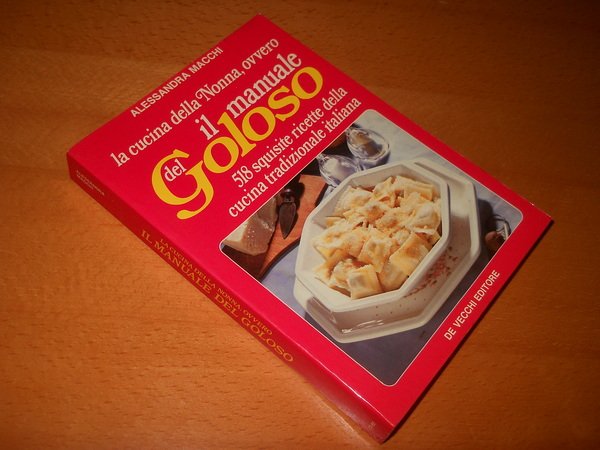 ALESSANDRA MACCHI
la cucina della Nonna, ovvero
il manuale
del
Goloso
518 squisite ricette della
cucina tradizionale italiana
DE VECCHI EDITORE
LA CUCINA DELLA NONNA, OVVERO
IL MANUALE DEL GOLOSO